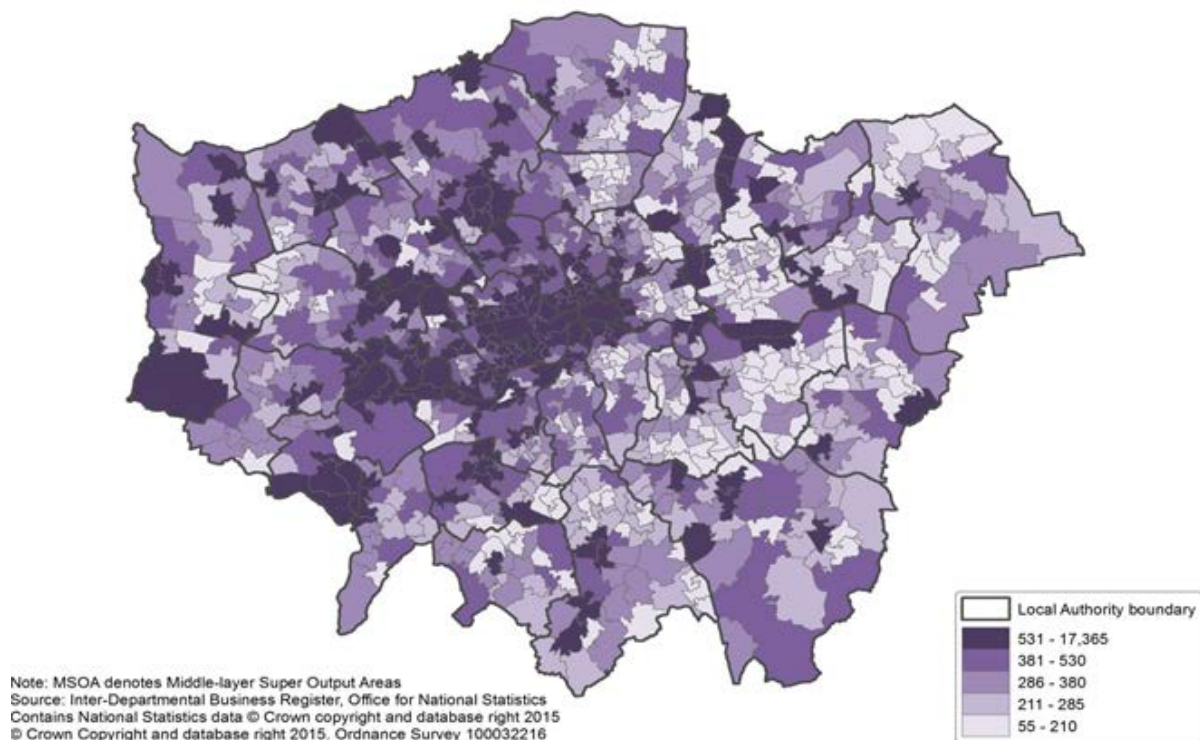 Local Authority boundary
531 - 17,365
381 - 530
286 - 380
211 - 285
55 - 210
Note: MSOA denotes Middle-layer Super Output Areas
Source: Inter-Departmental Business Register, Office for National Statistics
Contains National Statistics data © Crown copyright and database right 2015
© Crown Copyright and database right 2015. Ordnance Survey 100032216